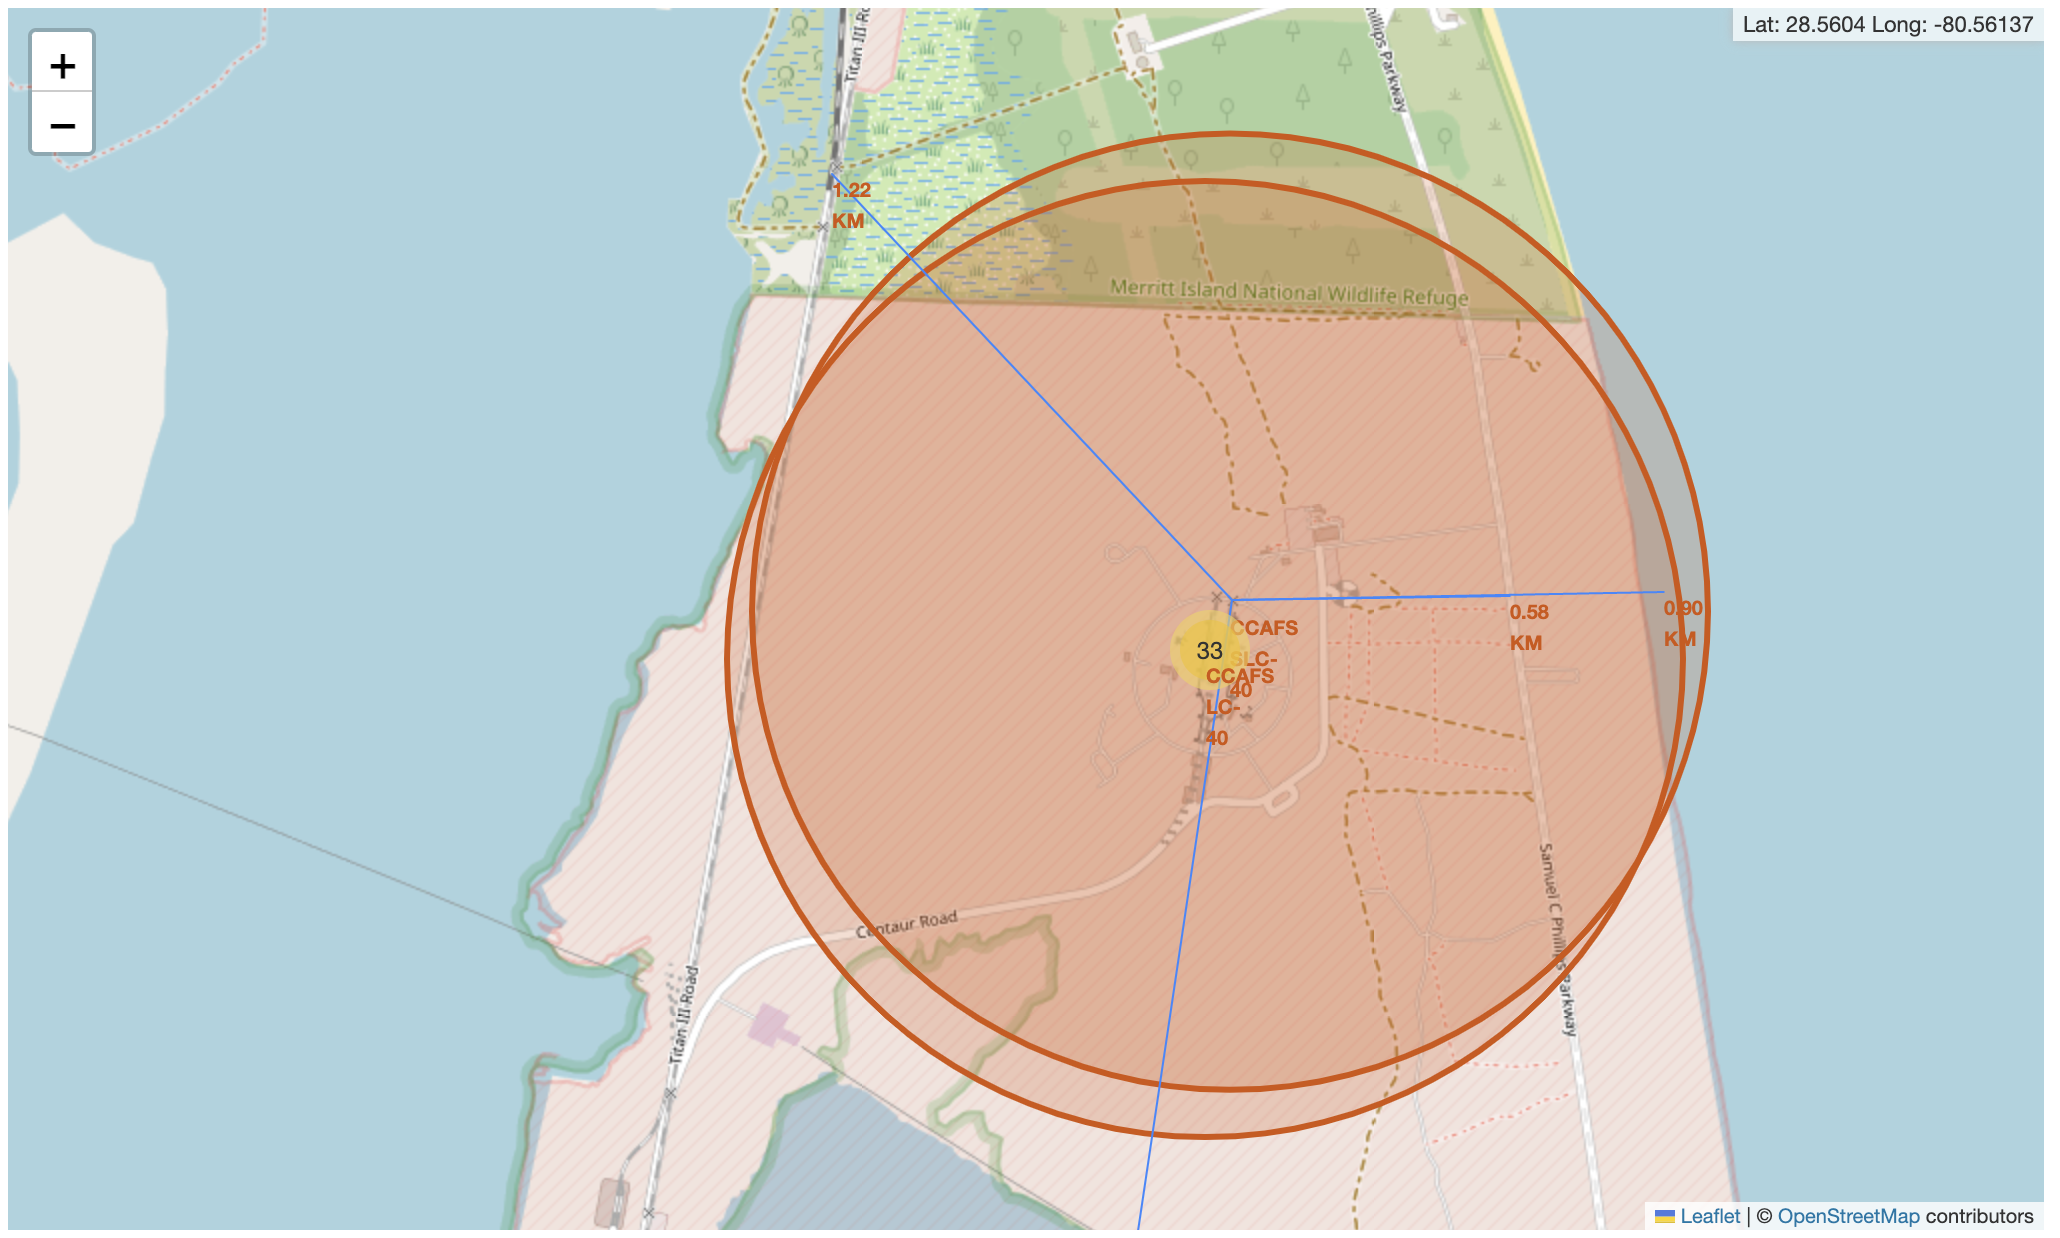 +
−
Titan III Ro
hillips Parkway
Lat: 28.5604 Long: -80.56137
1.22
KM
Merritt Island National Wildlife Refuge
0.58
KM
0.90
KM
33
CCAFS
SLC-
40
CCAFS
LC-
40
Samuel C Phillips Parkway
Centaur Road
Titan III Road
Leaflet | © OpenStreetMap contributors